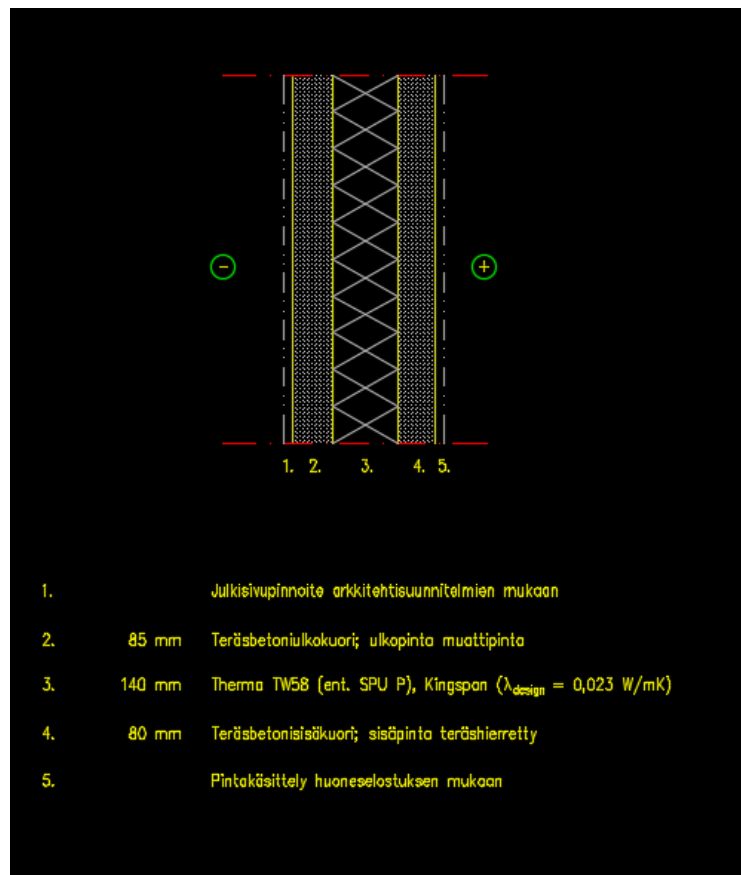 − +
1. 2. 3. 4. 5.
1. Julkisivupinnoite arkkitehtisuunnitelmien mukaan
2. 85 mm Teräsbetoniulkokuori; ulkopinta muottipinta
3. 140 mm Therma TW58 (ent. SPU P), Kingspan (λdesign = 0,023 W/mK)
4. 80 mm Teräsbetonisisäkuori; sisäpinta teräshierretty
5. Pintakäsittely huoneselostuksen mukaan